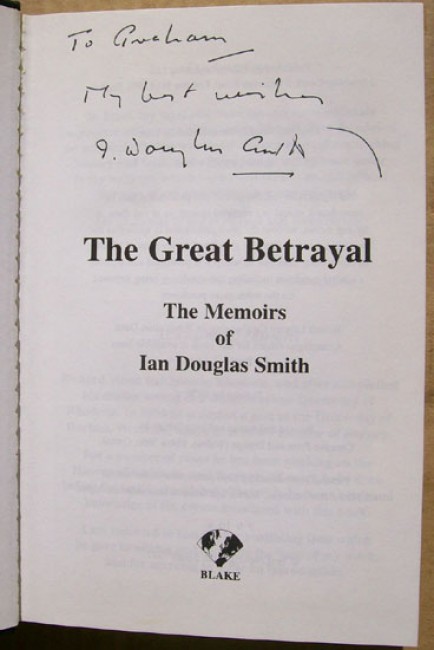 To Graham
My best wishes
I. Douglas Smith
The Great Betrayal
The Memoirs
of
Ian Douglas Smith
BLAKE